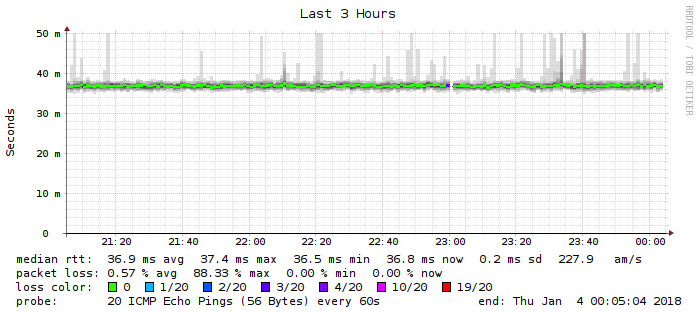 Last 3 Hours
RRDTOOL / TOBI OETIKER
Seconds
50 m
40 m
30 m
20 m
10 m
0
21:20 21:40 22:00 22:20 22:40 23:00 23:20 23:40 00:00
median rtt: 36.9 ms avg 37.4 ms max 36.5 ms min 36.8 ms now 0.2 ms sd 227.9 am/s
packet loss: 0.57 % avg 88.33 % max 0.00 % min 0.00 % now
loss color: 0 1/20 2/20 3/20 4/20 10/20 19/20
probe: 20 ICMP Echo Pings (56 Bytes) every 60s end: Thu Jan 4 00:05:04 2018